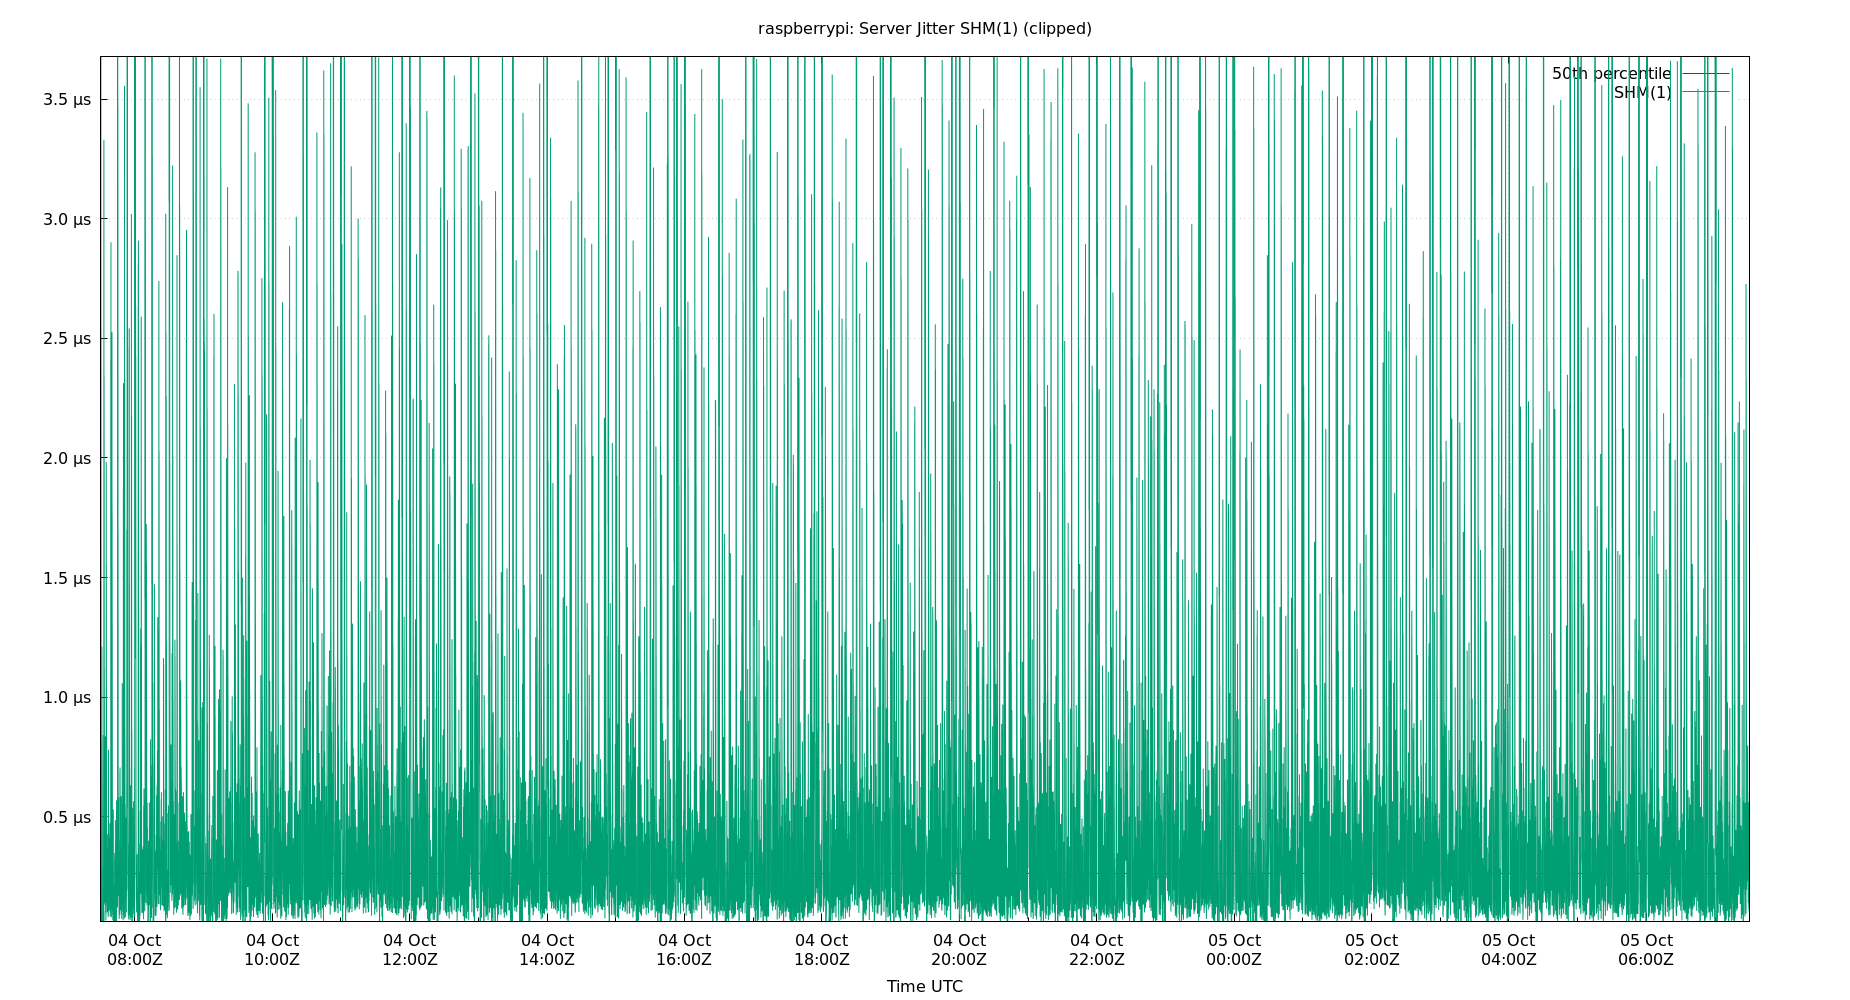 raspberrypi: Server Jitter SHM(1) (clipped)
50th percentile
SHM(1)
3.5 µs
3.0 µs
2.5 µs
2.0 µs
1.5 µs
1.0 µs
0.5 µs
04 Oct 04 Oct 04 Oct 04 Oct 04 Oct 04 Oct 04 Oct 04 Oct 05 Oct 05 Oct 05 Oct 05 Oct
08:00Z 10:00Z 12:00Z 14:00Z 16:00Z 18:00Z 20:00Z 22:00Z 00:00Z 02:00Z 04:00Z 06:00Z
Time UTC